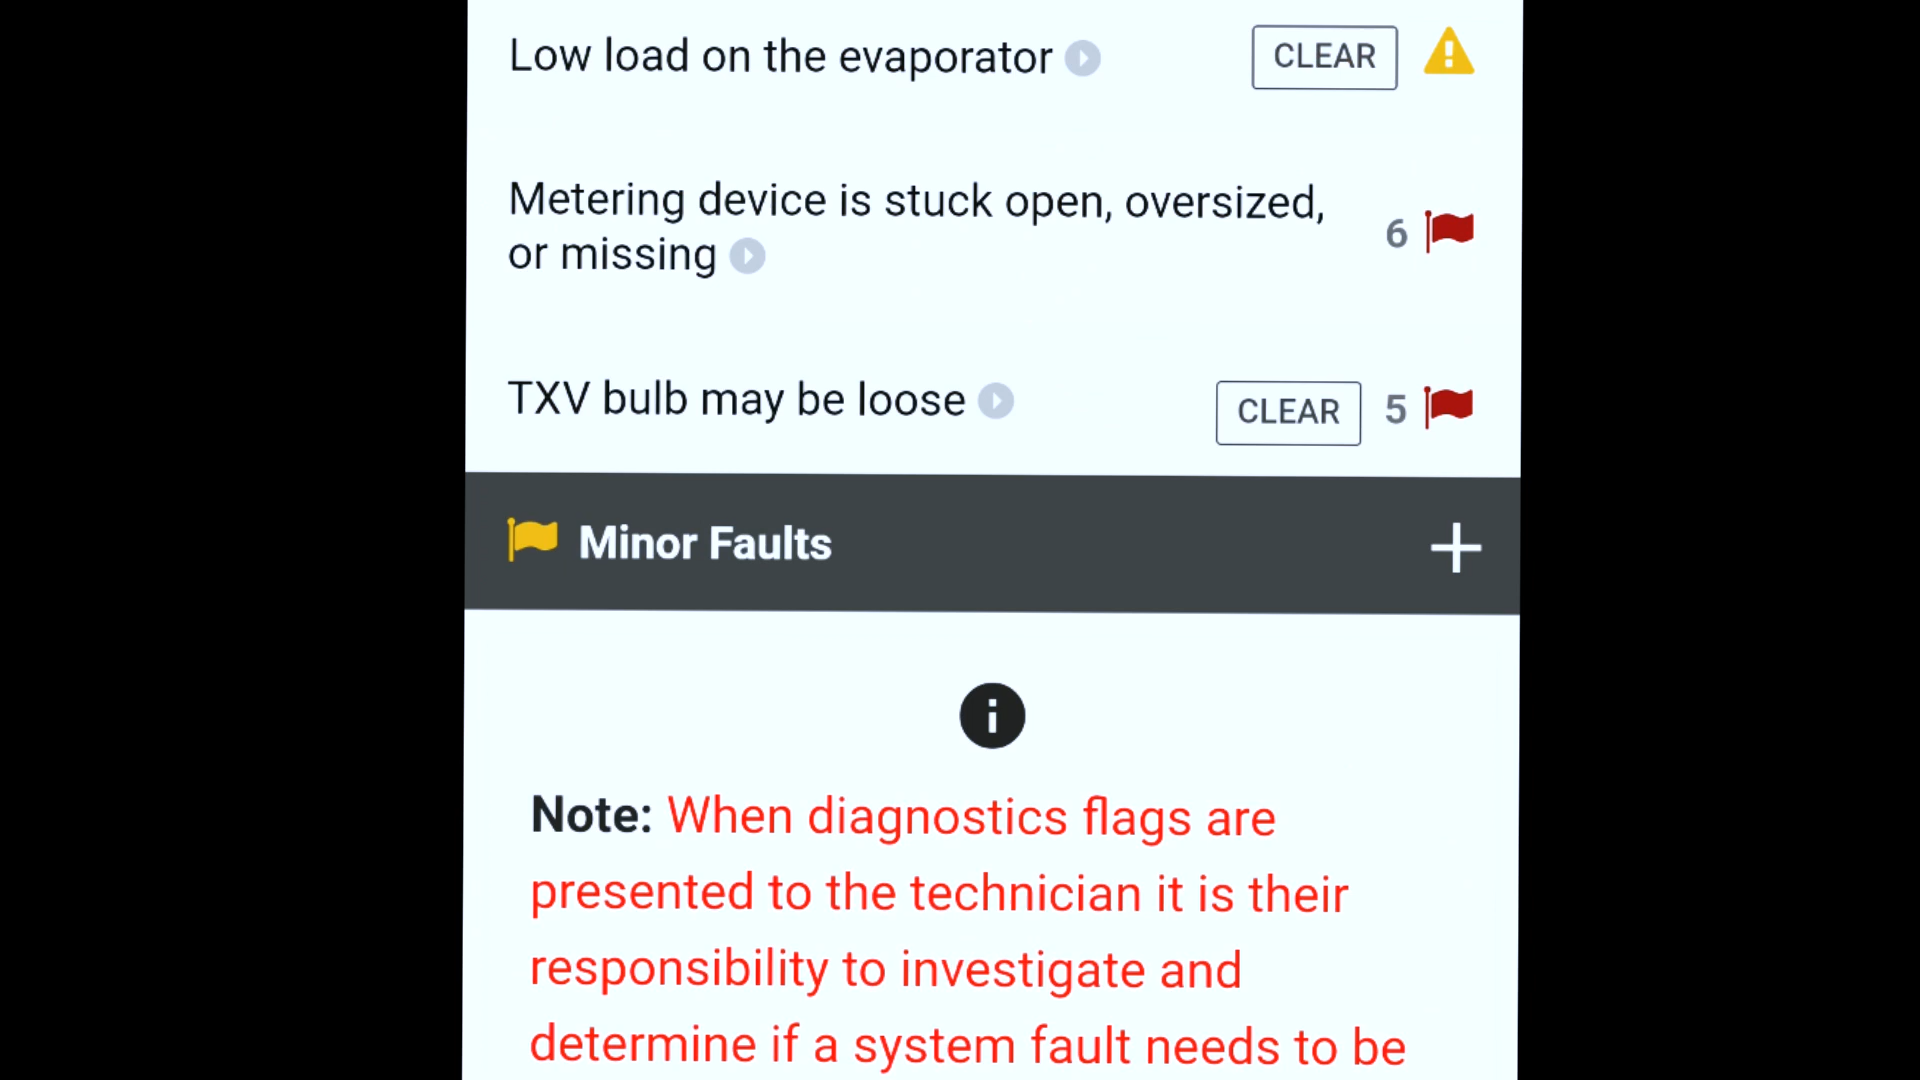 Low load on the evaporator CLEAR
Metering device is stuck open, oversized,
or missing 6
TXV bulb may be loose CLEAR 5
Minor Faults
Note: When diagnostics flags are
presented to the technician it is their
responsibility to investigate and
determine if a system fault needs to be